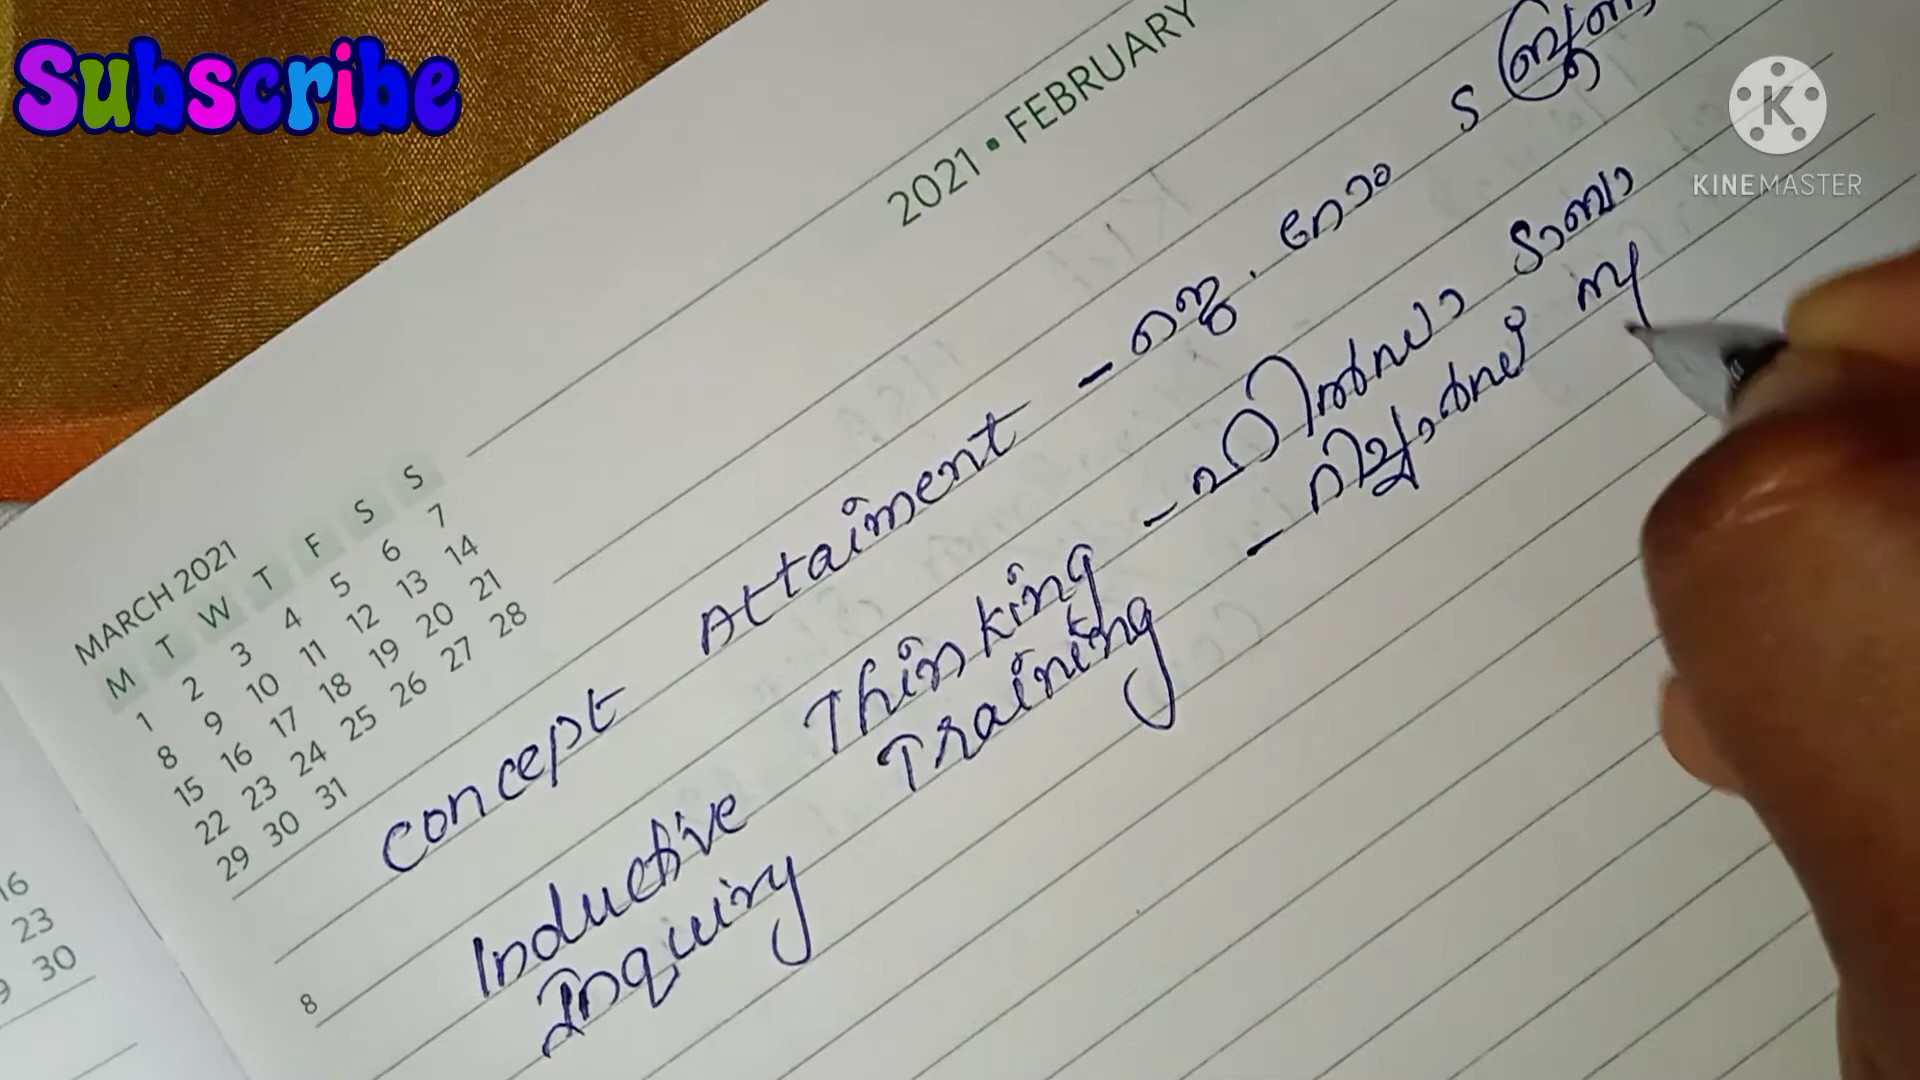 Subscribe
KINEMASTER
2021 • FEBRUARY
MARCH 2021
M T W T F S S
1 2 3 4 5 6 7
8 9 10 11 12 13 14
15 16 17 18 19 20 21
22 23 24 25 26 27 28
29 30 31
16
23
30
8
Concept Attaiment - ജെ. റോം S
Inductive Thinking - ഹിൽഡാ ടാബാ
Inquiry Training - റിച്ചാർഡ്